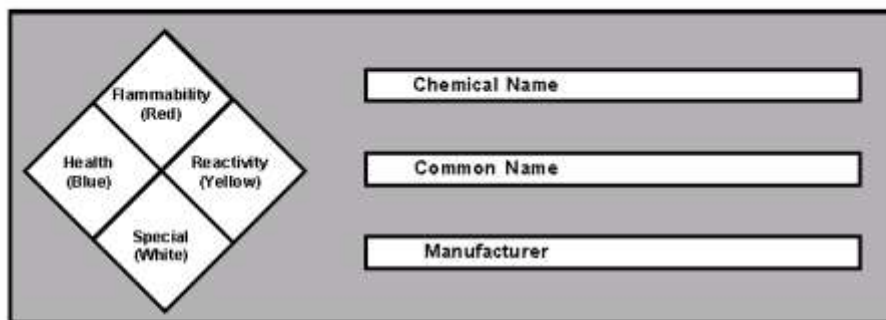 Flammability
(Red)
Health
(Blue)
Reactivity
(Yellow)
Special
(White)
Chemical Name
Common Name
Manufacturer